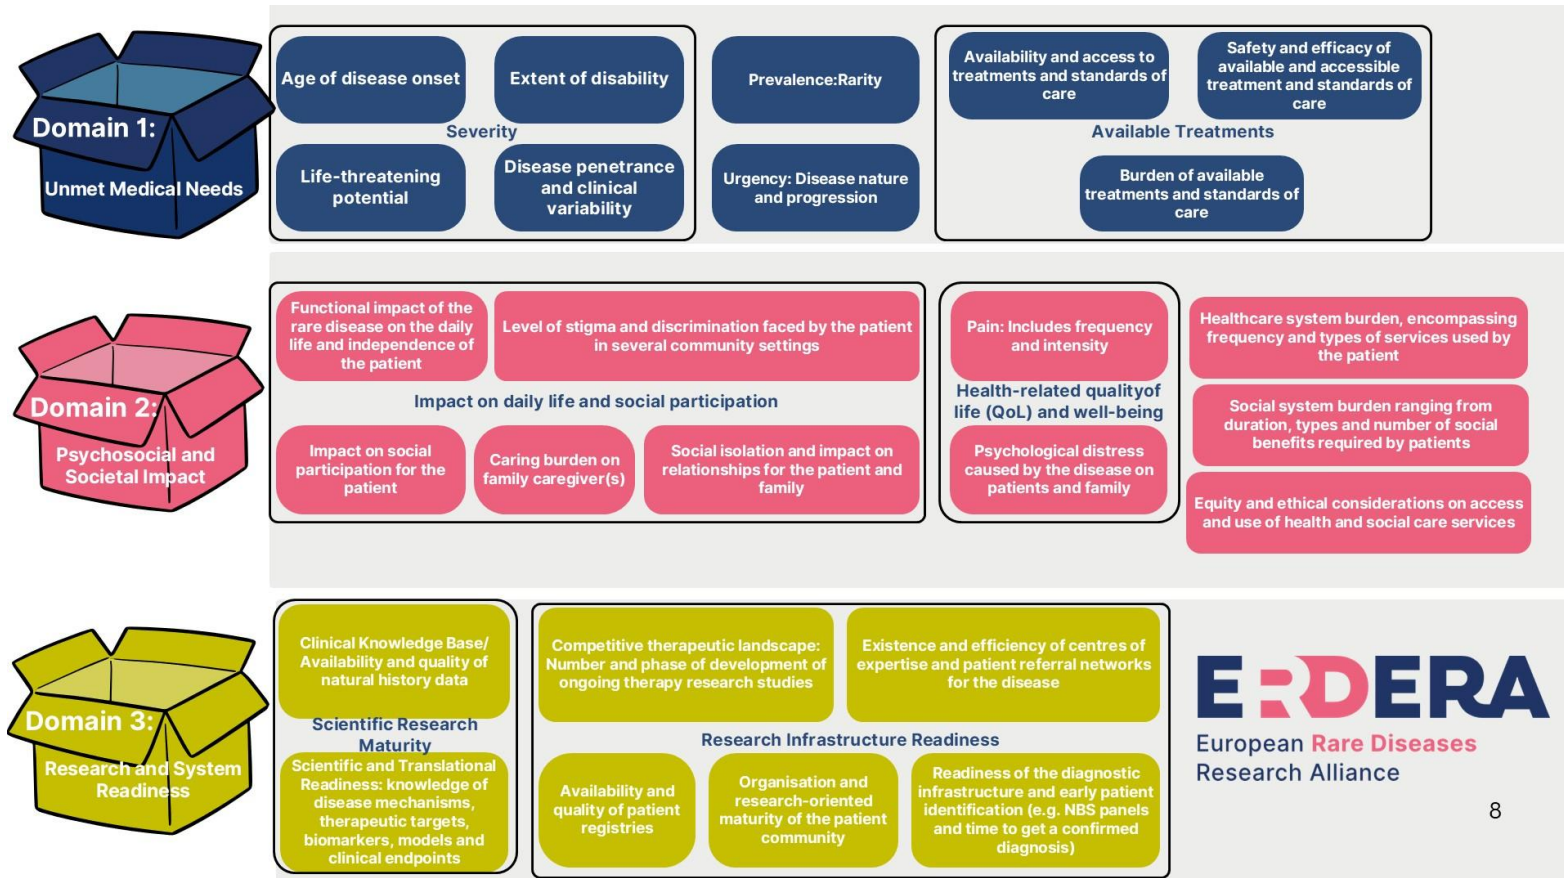 Domain 1:
Unmet Medical Needs
Age of disease onset
Extent of disability
Severity
Life-threatening
potential
Disease penetrance
and clinical
variability
Prevalence:Rarity
Urgency: Disease nature
and progression
Availability and access to
treatments and standards of
care
Safety and efficacy of
available and accessible
treatment and standards of
care
Available Treatments
Burden of available
treatments and standards of
care
Domain 2:
Psychosocial and
Societal Impact
Functional impact of the
rare disease on the daily
life and independence of
the patient
Level of stigma and discrimination faced by the patient
in several community settings
Impact on daily life and social participation
Impact on social
participation for the
patient
Caring burden on
family caregiver(s)
Social isolation and impact on
relationships for the patient and
family
Pain: Includes frequency
and intensity
Health-related qualityof
life (QoL) and well-being
Psychological distress
caused by the disease on
patients and family
Healthcare system burden, encompassing
frequency and types of services used by
the patient
Social system burden ranging from
duration, types and number of social
benefits required by patients
Equity and ethical considerations on access
and use of health and social care services
Domain 3:
Research and System
Readiness
Clinical Knowledge Base/
Availability and quality of
natural history data
Scientific Research
Maturity
Scientific and Translational
Readiness: knowledge of
disease mechanisms,
therapeutic targets,
biomarkers, models and
clinical endpoints
Competitive therapeutic landscape:
Number and phase of development of
ongoing therapy research studies
Existence and efficiency of centres of
expertise and patient referral networks
for the disease
Research Infrastructure Readiness
Availability and
quality of patient
registries
Organisation and
research-oriented
maturity of the patient
community
Readiness of the diagnostic
infrastructure and early patient
identification (e.g. NBS panels
and time to get a confirmed
diagnosis)
ERDERA
European Rare Diseases
Research Alliance
8